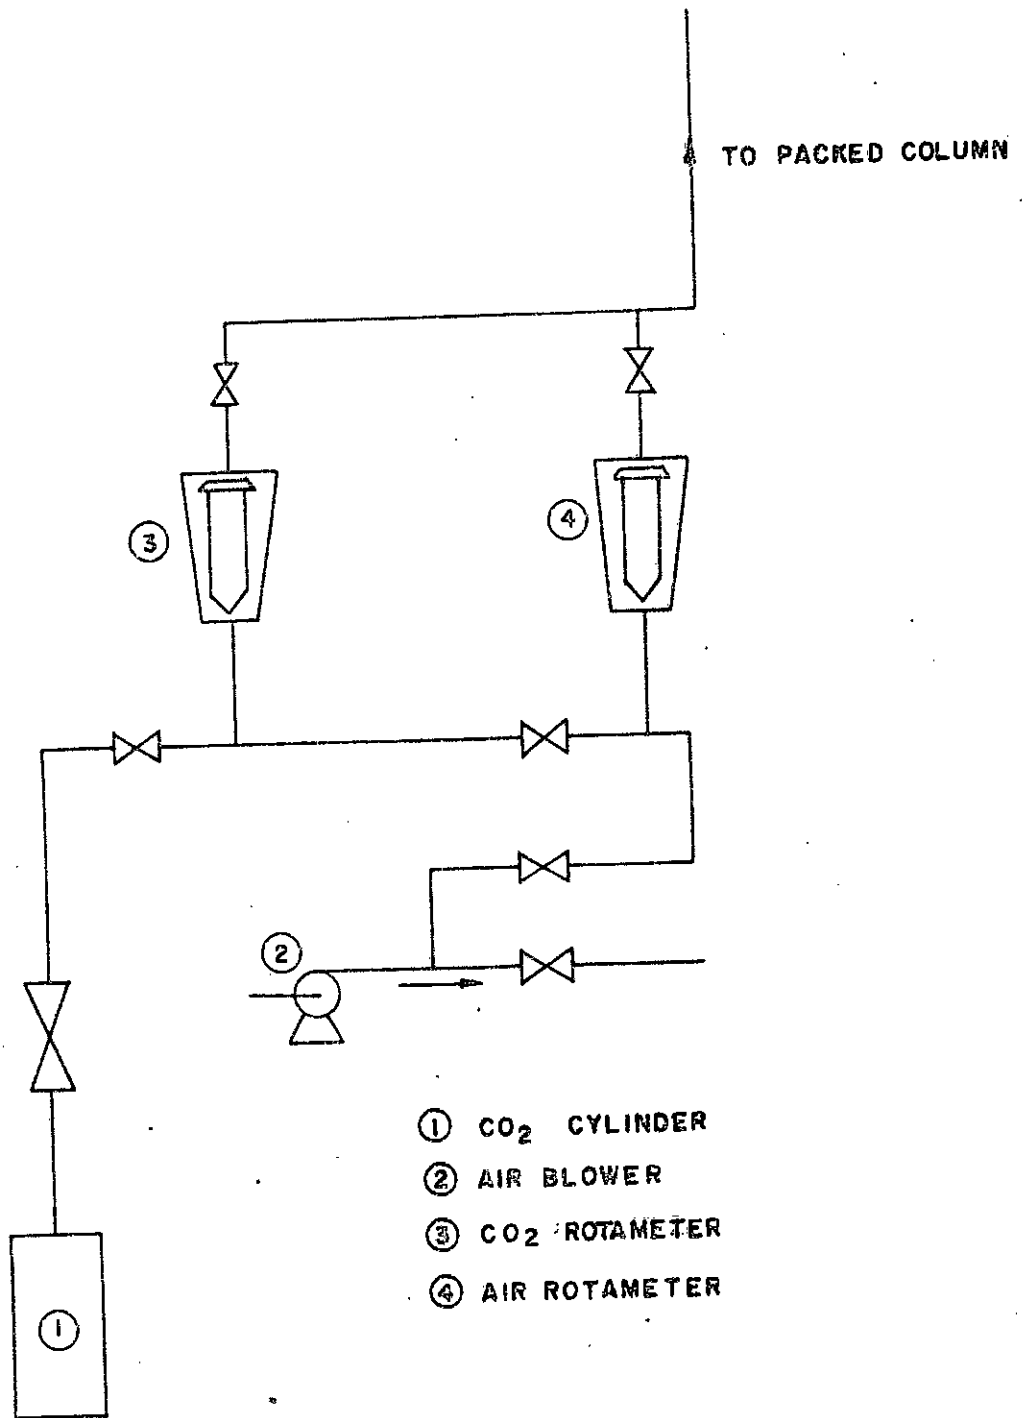 TO PACKED COLUMN
③
④
②
① CO₂ CYLINDER
② AIR BLOWER
③ CO₂ ROTAMETER
④ AIR ROTAMETER
①